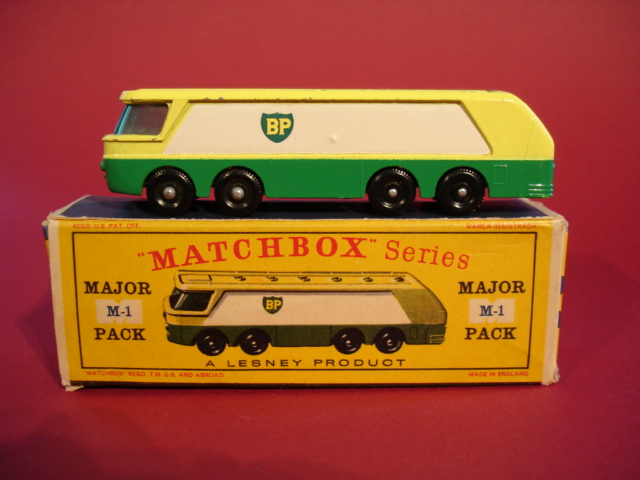 BP
REGD. U.S. PAT. OFF.
MARCA REGISTRADA
"MATCHBOX" Series
MAJOR
M-1
PACK
BP
MAJOR
M-1
PACK
A LESNEY PRODUCT
"MATCHBOX" REGD. T.M. G.B. AND ABROAD
MADE IN ENGLAND